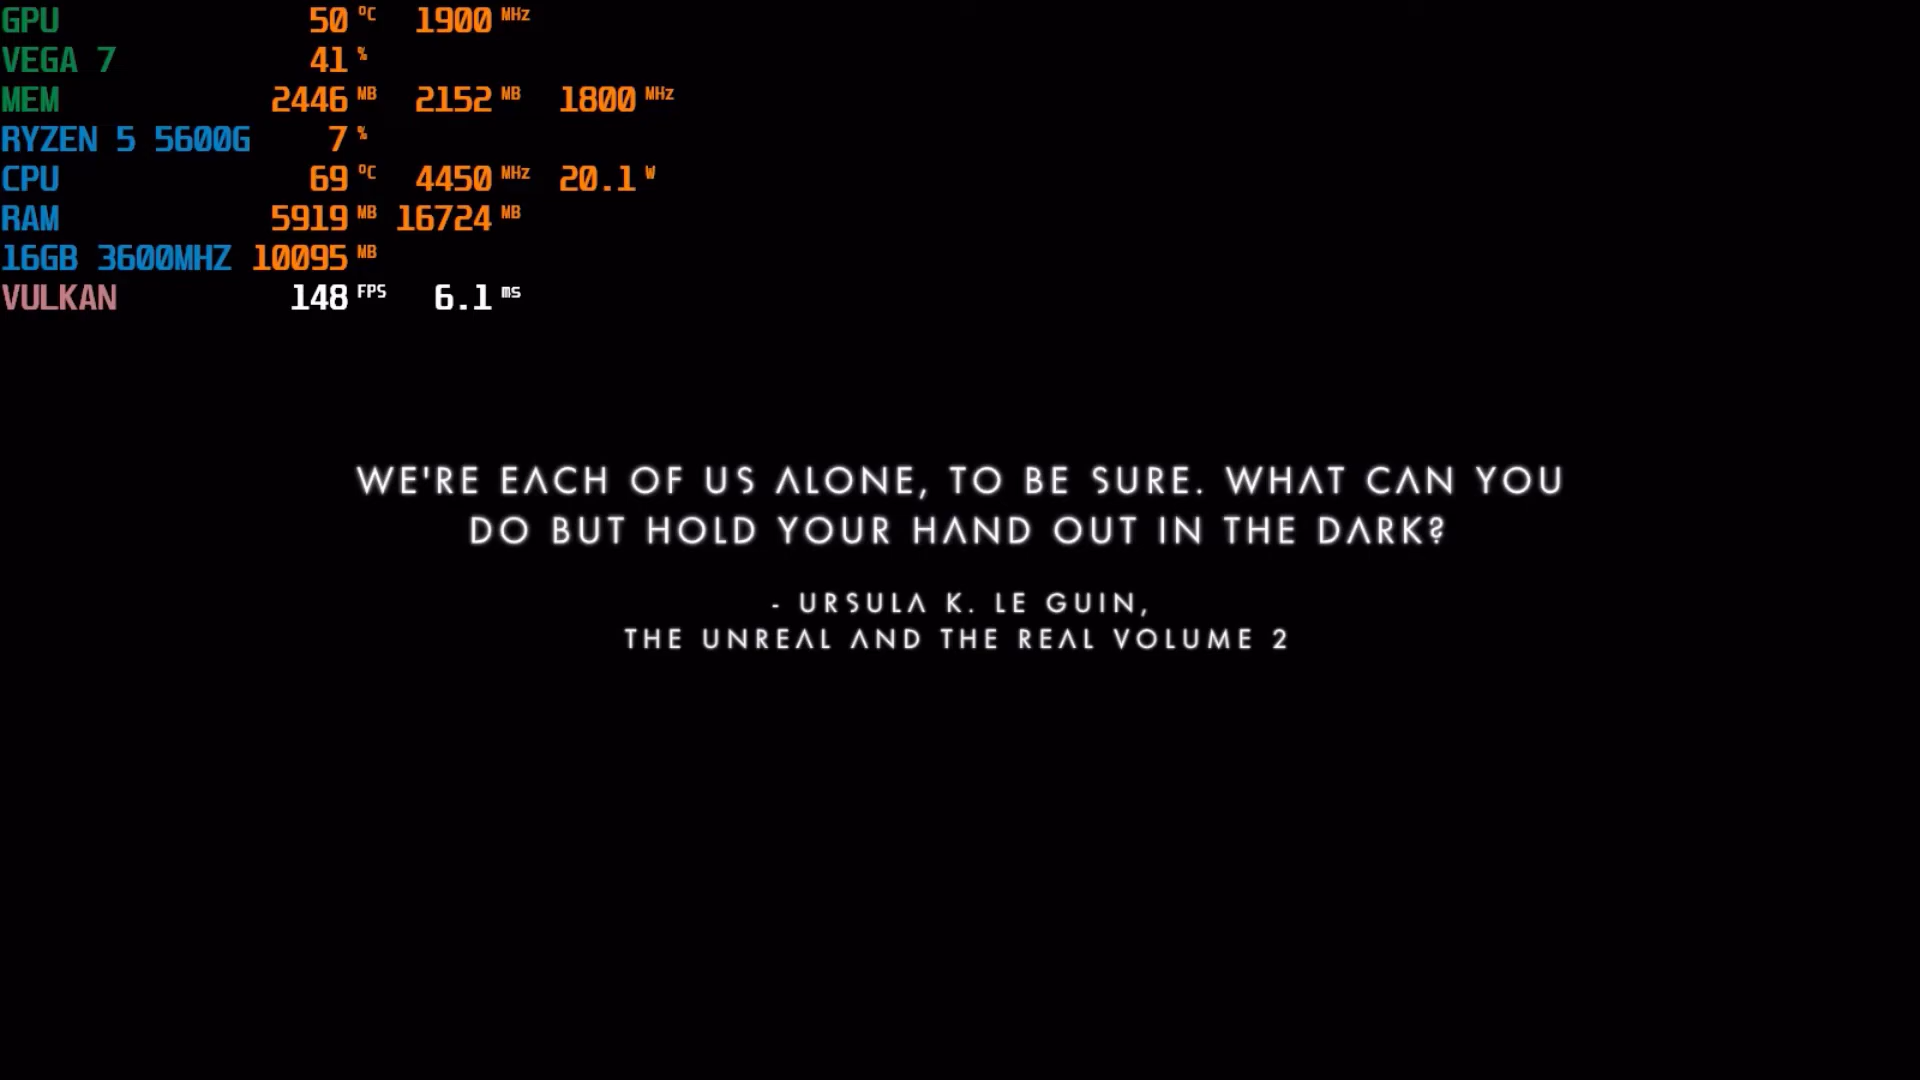 GPU 50 °C 1900 MHz
VEGA 7 41 %
MEM 2446 MB 2152 MB 1800 MHz
RYZEN 5 5600G 7 %
CPU 69 °C 4450 MHz 20.1 W
RAM 5919 MB 16724 MB
16GB 3600MHZ 10095 MB
VULKAN 148 FPS 6.1 ms
WE'RE EACH OF US ALONE, TO BE SURE. WHAT CAN YOU
DO BUT HOLD YOUR HAND OUT IN THE DARK?
- URSULA K. LE GUIN,
THE UNREAL AND THE REAL VOLUME 2